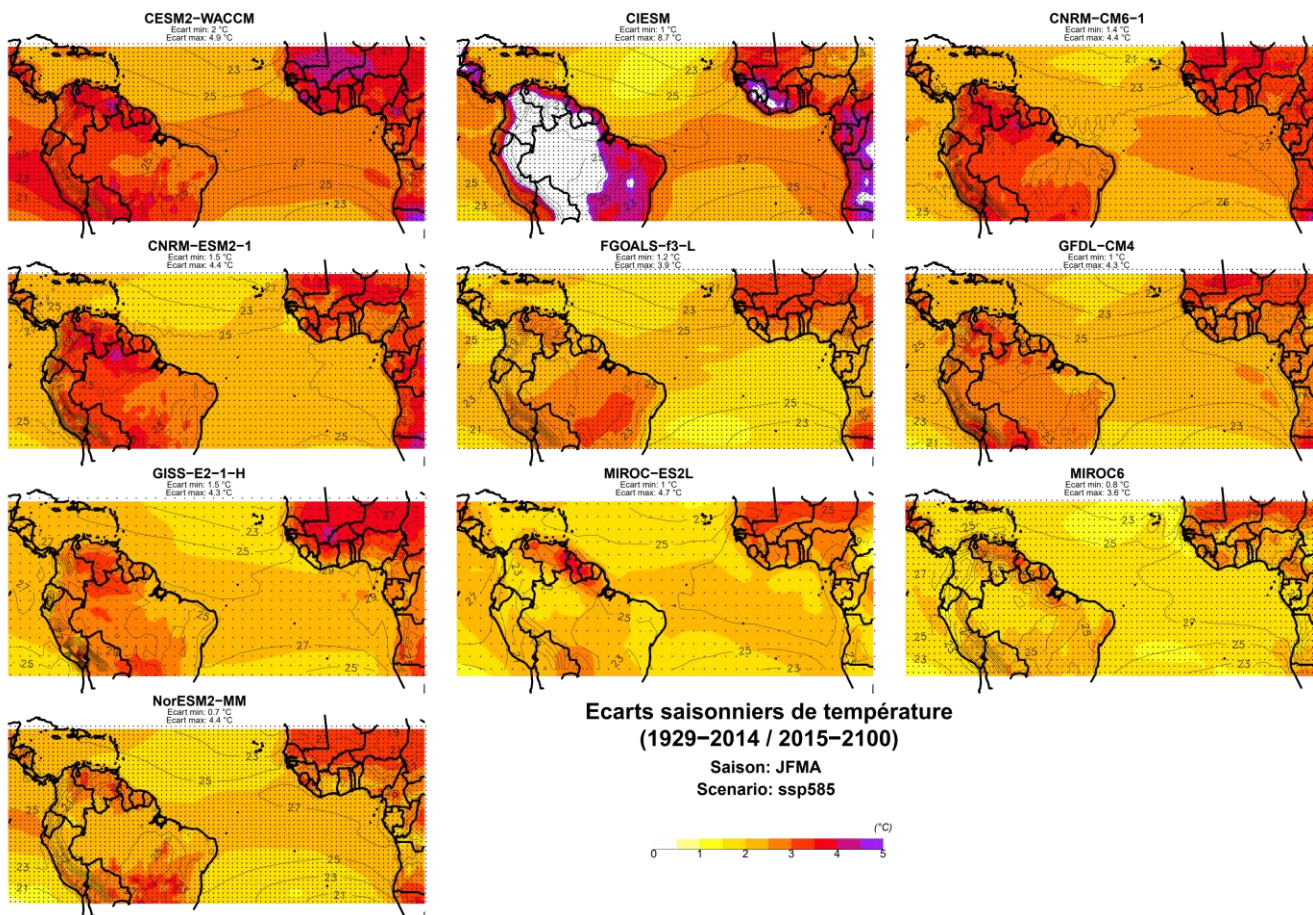 CESM2−WACCM
Ecart min: 2 °C
Ecart max: 4.9 °C
CIESM
Ecart min: 1 °C
Ecart max: 8.7 °C
CNRM−CM6−1
Ecart min: 1.4 °C
Ecart max: 4.4 °C
CNRM−ESM2−1
Ecart min: 1.5 °C
Ecart max: 4.4 °C
FGOALS−f3−L
Ecart min: 1.2 °C
Ecart max: 3.9 °C
GFDL−CM4
Ecart min: 1 °C
Ecart max: 4.3 °C
GISS−E2−1−H
Ecart min: 1.5 °C
Ecart max: 4.3 °C
MIROC−ES2L
Ecart min: 1 °C
Ecart max: 4.7 °C
MIROC6
Ecart min: 0.8 °C
Ecart max: 3.6 °C
NorESM2−MM
Ecart min: 0.7 °C
Ecart max: 4.4 °C
Ecarts saisonniers de température
(1929−2014 / 2015−2100)
Saison: JFMA
Scenario: ssp585
(°C)
0 1 2 3 4 5